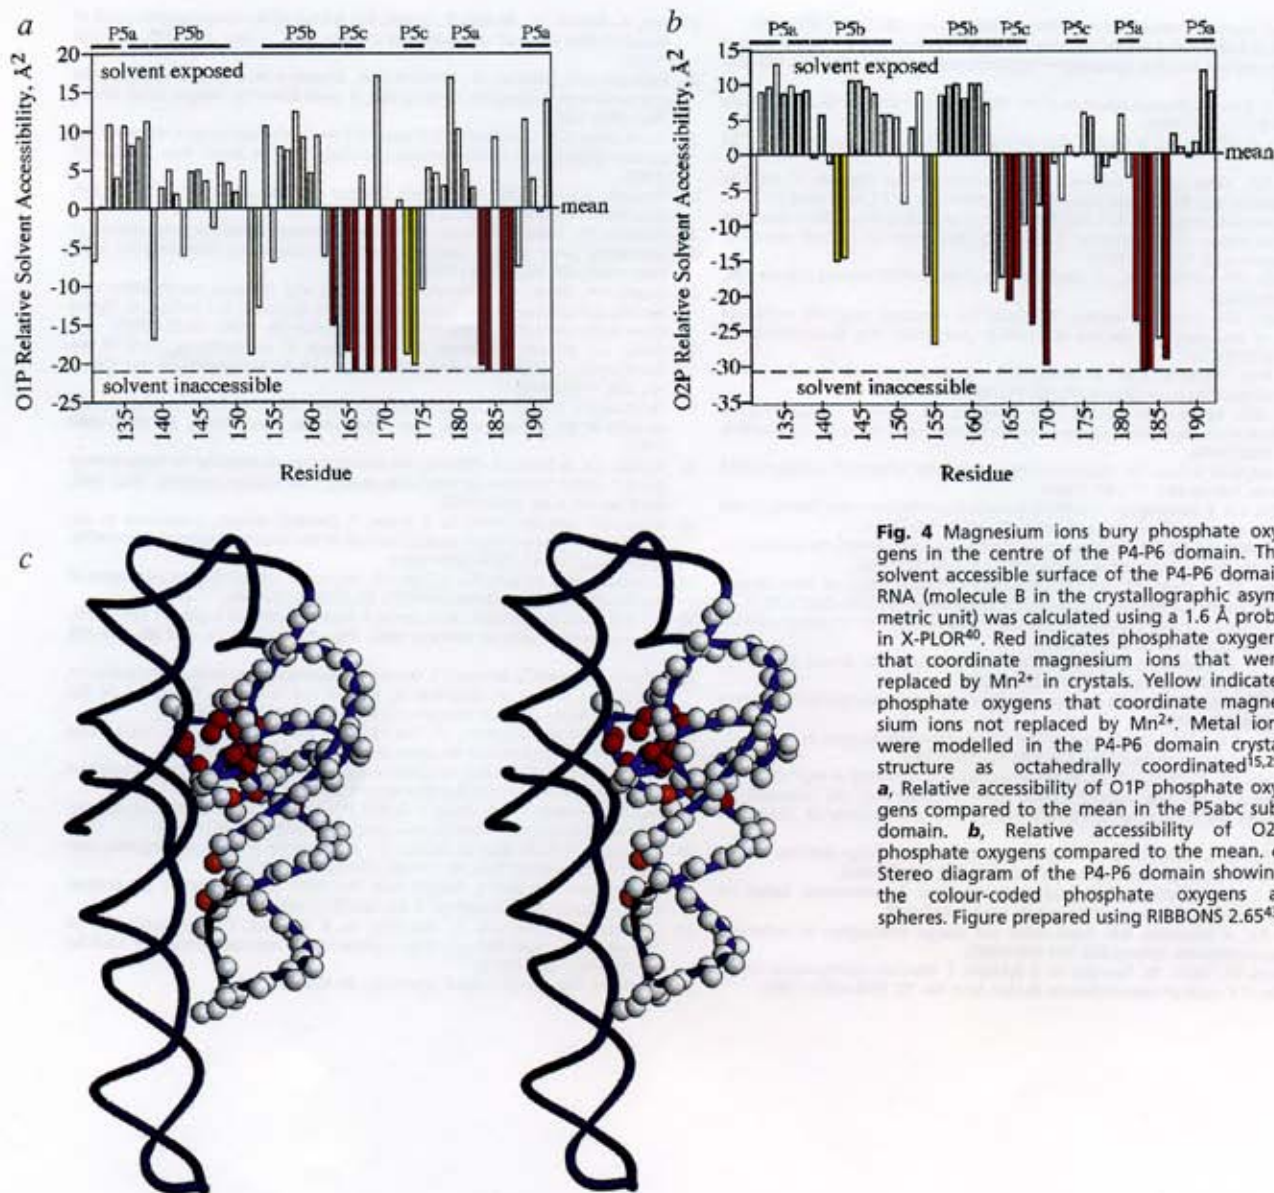 a
P5a P5b P5b P5c P5c P5a P5a
O1P Relative Solvent Accessibility, Å2
20
15
10
5
0
-5
-10
-15
-20
-25
solvent exposed
mean
solvent inaccessible
135 140 145 150 155 160 165 170 175 180 185 190
Residue
b
P5a P5b P5b P5c P5c P5a P5a
O2P Relative Solvent Accessibility, Å2
15
10
5
0
-5
-10
-15
-20
-25
-30
-35
solvent exposed
mean
solvent inaccessible
135 140 145 150 155 160 165 170 175 180 185 190
Residue
c
Fig. 4 Magnesium ions bury phosphate oxy
gens in the centre of the P4-P6 domain. Th
solvent accessible surface of the P4-P6 domai
RNA (molecule B in the crystallographic asym
metric unit) was calculated using a 1.6 Å prob
in X-PLOR40. Red indicates phosphate oxygen
that coordinate magnesium ions that wer
replaced by Mn2+ in crystals. Yellow indicate
phosphate oxygens that coordinate magne
sium ions not replaced by Mn2+. Metal ion
were modelled in the P4-P6 domain crysta
structure as octahedrally coordinated15,2
a, Relative accessibility of O1P phosphate oxy
gens compared to the mean in the P5abc sub
domain. b, Relative accessibility of O2
phosphate oxygens compared to the mean.
Stereo diagram of the P4-P6 domain showin
the colour-coded phosphate oxygens a
spheres. Figure prepared using RIBBONS 2.654